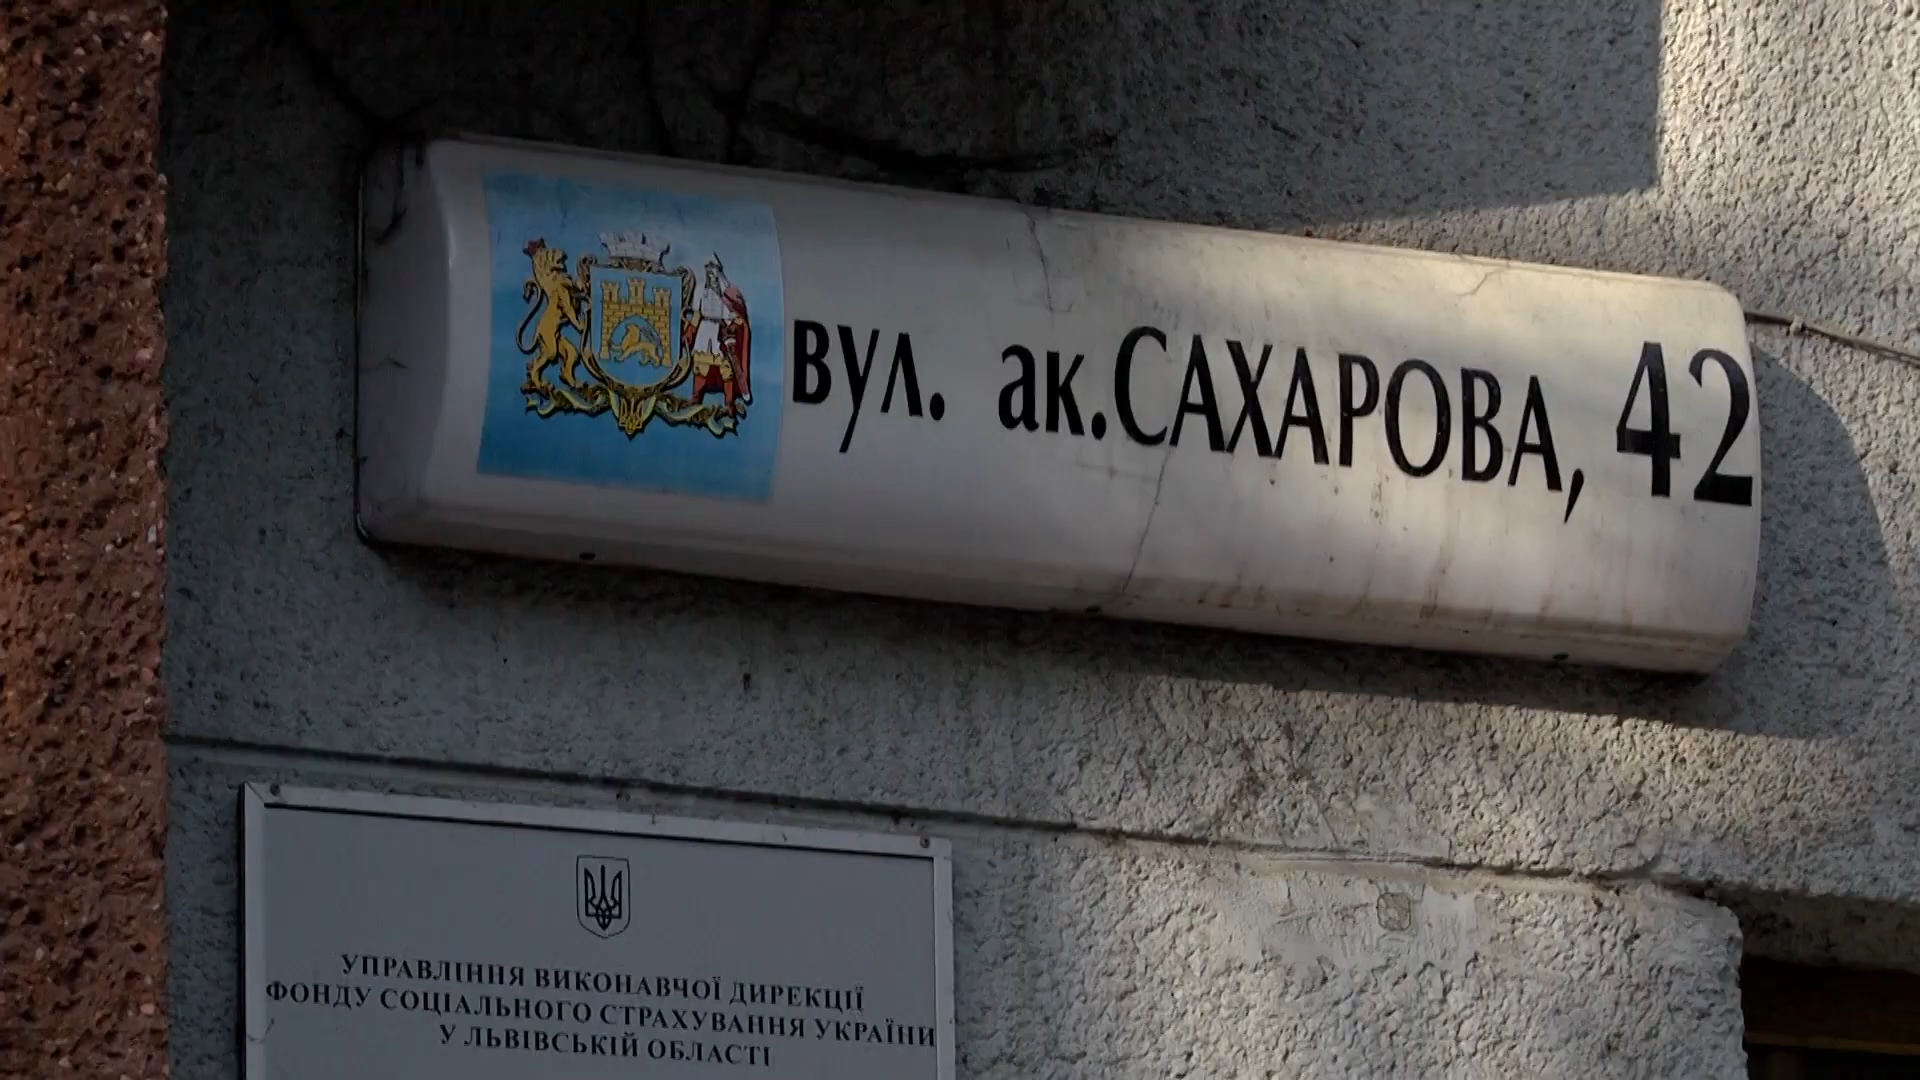 вул. ак.САХАРОВА, 42
УПРАВЛІННЯ ВИКОНАВЧОЇ ДИРЕКЦІЇ
ФОНДУ СОЦІАЛЬНОГО СТРАХУВАННЯ УКРАЇНИ
У ЛЬВІВСЬКІЙ ОБЛАСТІ